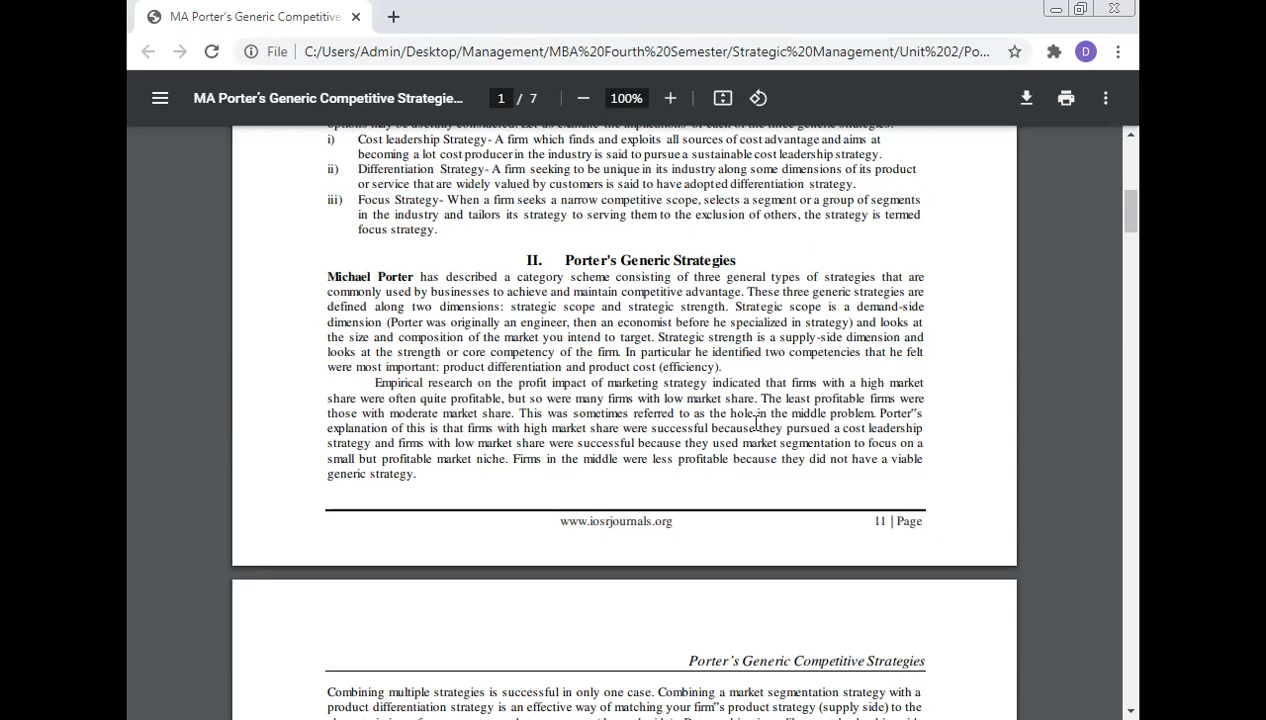 MA Porter's Generic Competitive
File C:/Users/Admin/Desktop/Management/MBA%20Fourth%20Semester/Strategic%20Management/Unit%202/Po...
D
MA Porter's Generic Competitive Strategie... 1 / 7 100%
options may be usefully considered. Let us evaluate the implications of each of the three generic strategies.
i) Cost leadership Strategy- A firm which finds and exploits all sources of cost advantage and aims at
becoming a lot cost producer in the industry is said to pursue a sustainable cost leadership strategy.
ii) Differentiation Strategy- A firm seeking to be unique in its industry along some dimensions of its product
or service that are widely valued by customers is said to have adopted differentiation strategy.
iii) Focus Strategy- When a firm seeks a narrow competitive scope, selects a segment or a group of segments
in the industry and tailors its strategy to serving them to the exclusion of others, the strategy is termed
focus strategy.
II. Porter's Generic Strategies
Michael Porter has described a category scheme consisting of three general types of strategies that are
commonly used by businesses to achieve and maintain competitive advantage. These three generic strategies are
defined along two dimensions: strategic scope and strategic strength. Strategic scope is a demand-side
dimension (Porter was originally an engineer, then an economist before he specialized in strategy) and looks at
the size and composition of the market you intend to target. Strategic strength is a supply-side dimension and
looks at the strength or core competency of the firm. In particular he identified two competencies that he felt
were most important: product differentiation and product cost (efficiency).
Empirical research on the profit impact of marketing strategy indicated that firms with a high market
share were often quite profitable, but so were many firms with low market share. The least profitable firms were
those with moderate market share. This was sometimes referred to as the hole in the middle problem. Porter"s
explanation of this is that firms with high market share were successful because they pursued a cost leadership
strategy and firms with low market share were successful because they used market segmentation to focus on a
small but profitable market niche. Firms in the middle were less profitable because they did not have a viable
generic strategy.
www.iosrjournals.org 11 | Page
Porter's Generic Competitive Strategies
Combining multiple strategies is successful in only one case. Combining a market segmentation strategy with a
product differentiation strategy is an effective way of matching your firm"s product strategy (supply side) to the